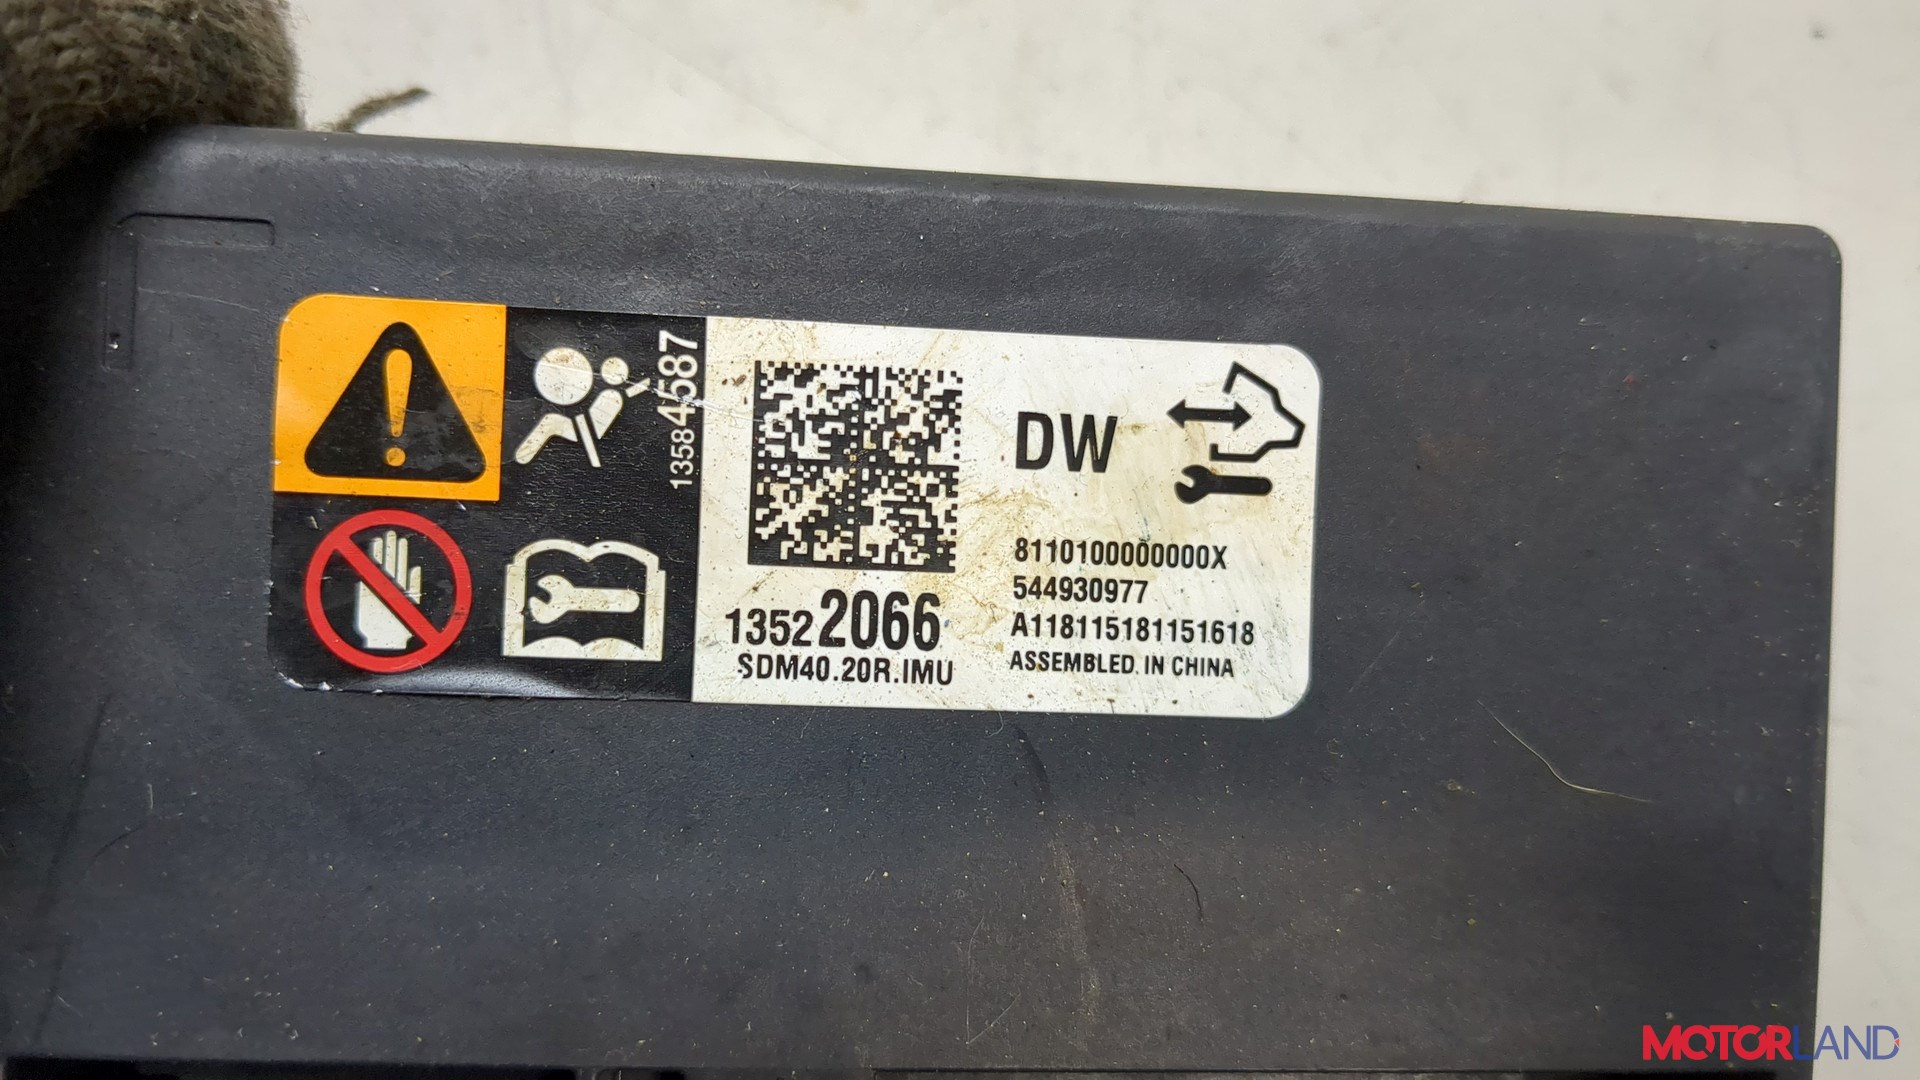 13584587
DW
8110100000000X
544930977
A118115181151618
ASSEMBLED. IN CHINA
13522066
SDM40.20R.IMU
MOTORLAND